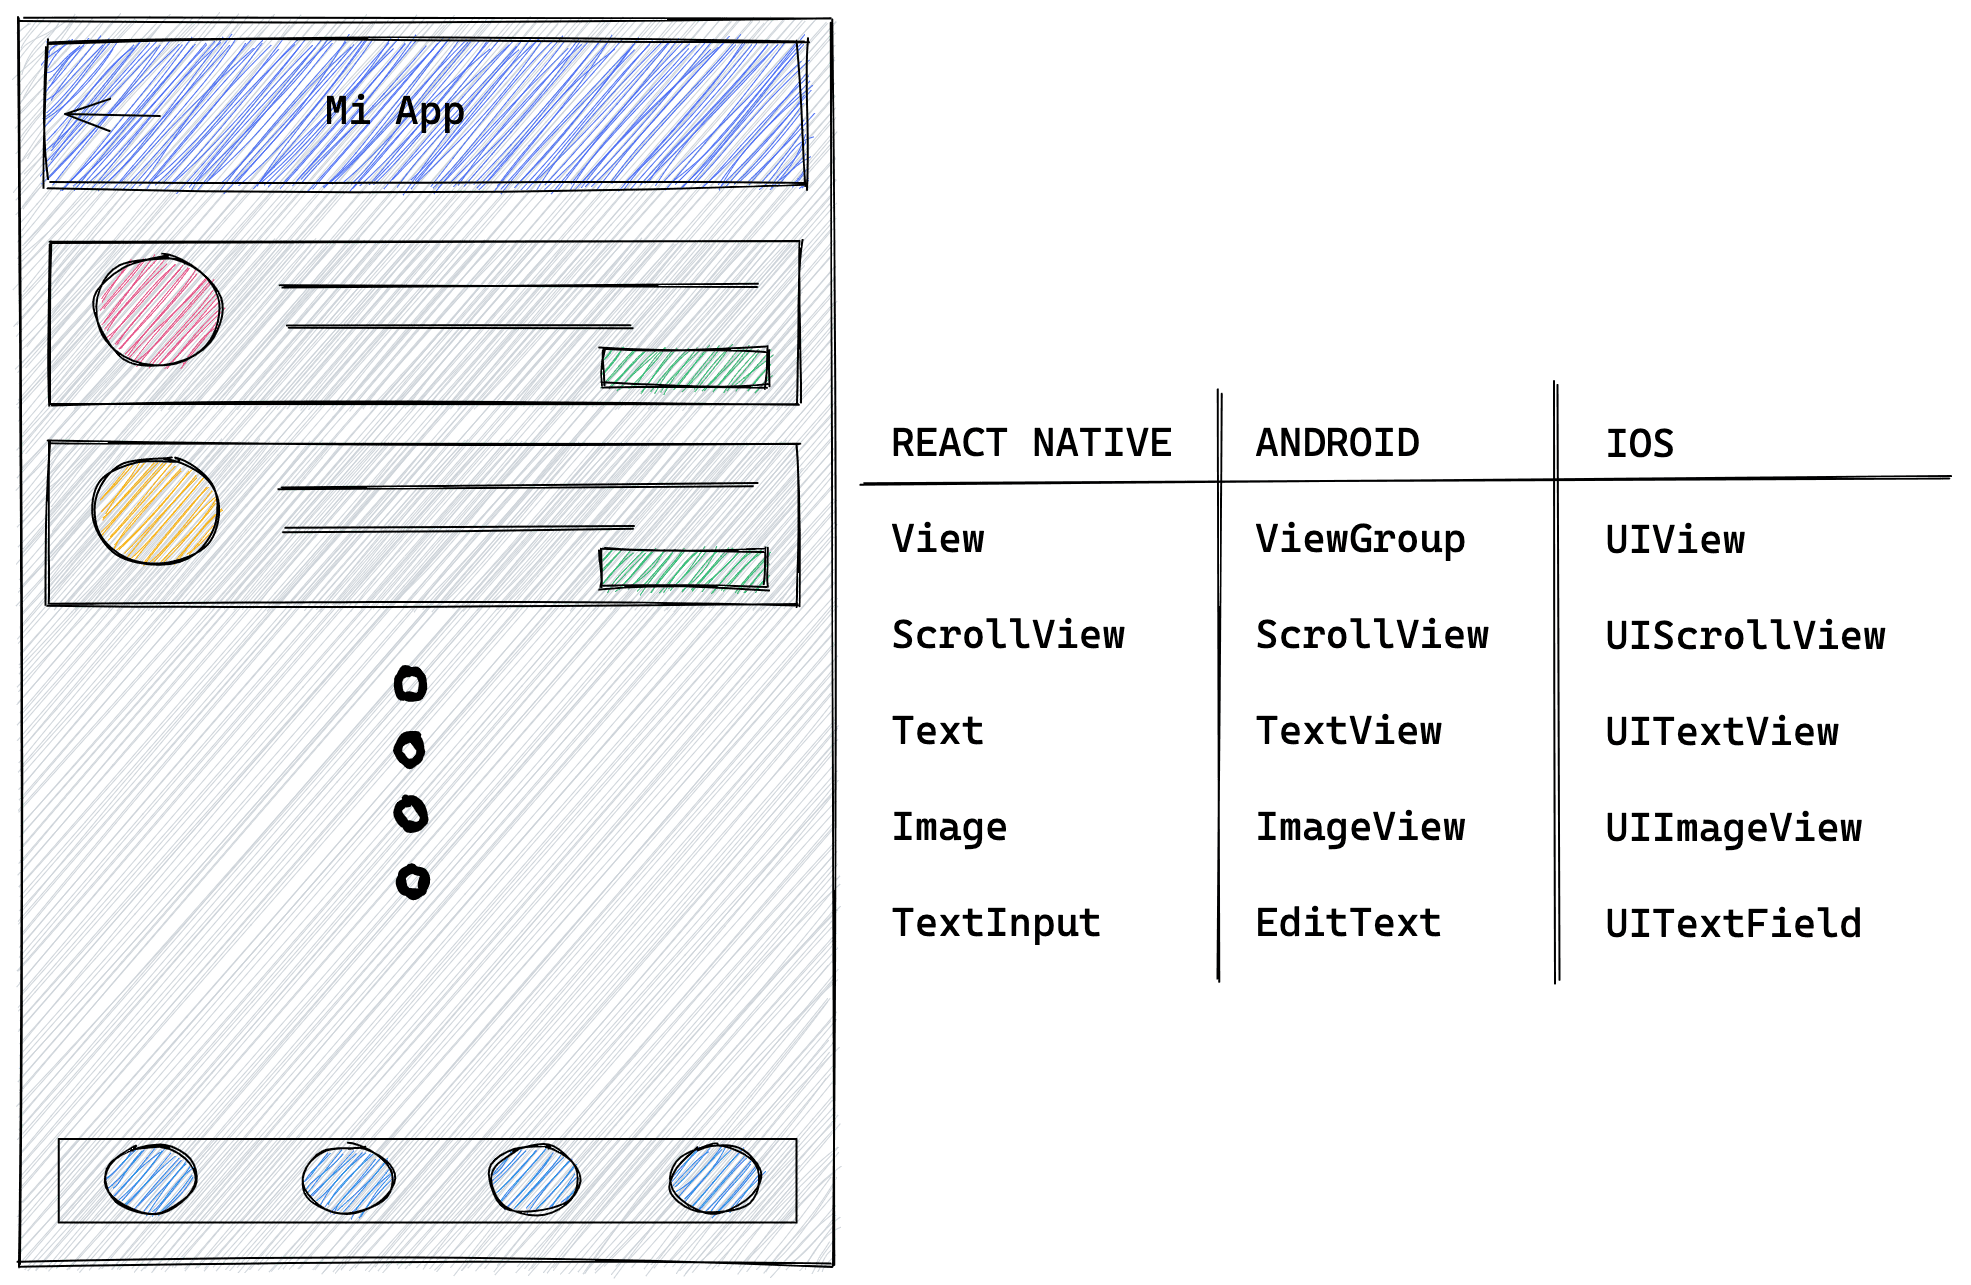 Mi App
REACT NATIVE ANDROID IOS
View ViewGroup UIView
ScrollView ScrollView UIScrollView
Text TextView UITextView
Image ImageView UIImageView
TextInput EditText UITextField